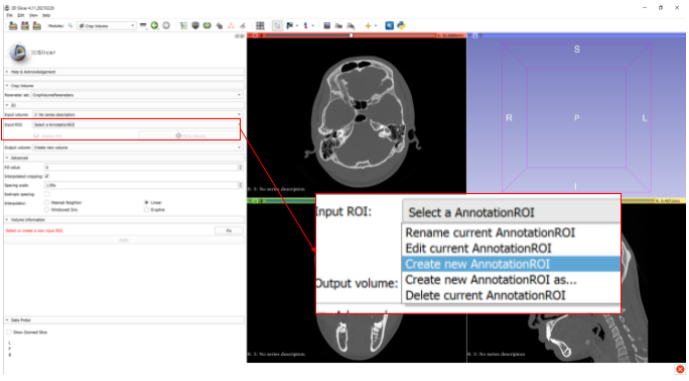 3D Slicer 4.11.20210226
File Edit View Help
Modules: Crop Volume
3DSlicer
Help & Acknowledgement
Crop Volume
Parameter set: CropVolumeParameters
IO
Input volume: 3: No series description
Input ROI: Select a AnnotationROI
Output volume: Create new volume
Advanced
Fill value: 0
Interpolated cropping:
Spacing scale: 1.00x
Isotropic spacing:
Interpolation: Nearest Neighbor Linear
Windowed Sinc B-spline
Volume Information
Select or create a new input ROI. Fix
Apply
Data Probe
Show Zoomed Slice
L
F
B
B: 3: No series description
S
R P L
I
Input ROI: Select a AnnotationROI
Rename current AnnotationROI
Edit current AnnotationROI
Create new AnnotationROI
Create new AnnotationROI as...
Output volume:
Delete current AnnotationROI
B: 3: No series description
B: 3: No series description